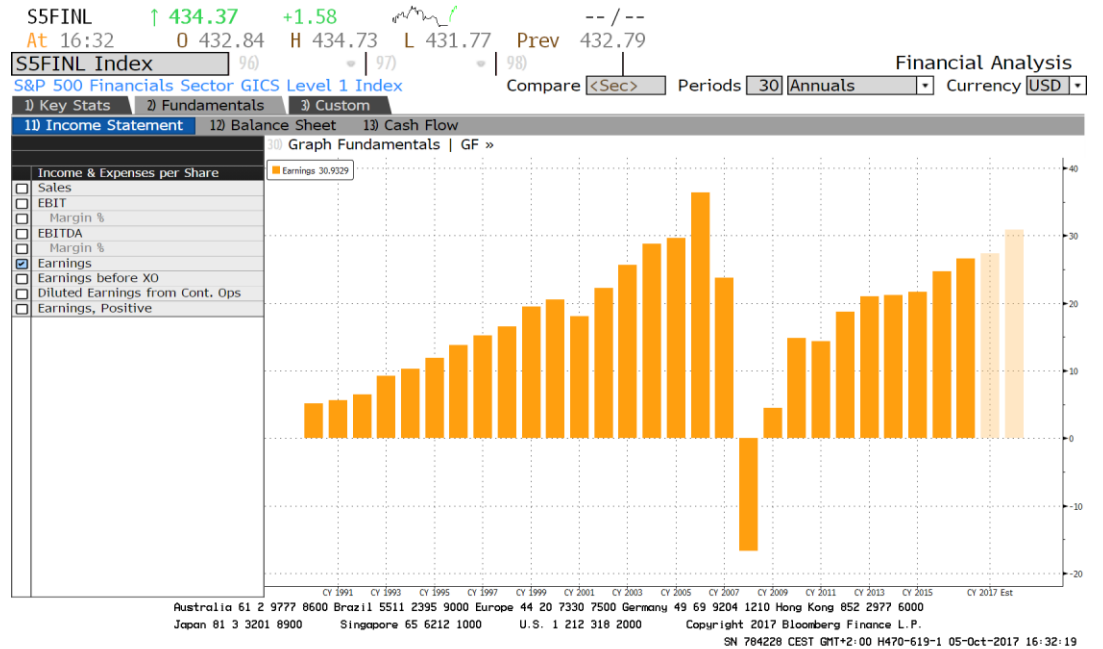 S5FINL ↑ 434.37 +1.58 -- / --
At 16:32 O 432.84 H 434.73 L 431.77 Prev 432.79
S5FINL Index 96) 97) 98) Financial Analysis
S&P 500 Financials Sector GICS Level 1 Index Compare <Sec> Periods 30 Annuals Currency USD
1) Key Stats 2) Fundamentals 3) Custom
11) Income Statement 12) Balance Sheet 13) Cash Flow
30) Graph Fundamentals | GF »
Income & Expenses per Share
Sales
EBIT
Margin %
EBITDA
Margin %
Earnings
Earnings before XO
Diluted Earnings from Cont. Ops
Earnings, Positive
Earnings 30.9329
40
30
20
10
0
-10
-20
CY 1991 CY 1993 CY 1995 CY 1997 CY 1999 CY 2001 CY 2003 CY 2005 CY 2007 CY 2009 CY 2011 CY 2013 CY 2015 CY 2017 Est
Australia 61 2 9777 8600 Brazil 5511 2395 9000 Europe 44 20 7330 7500 Germany 49 69 9204 1210 Hong Kong 852 2977 6000
Japan 81 3 3201 8900 Singapore 65 6212 1000 U.S. 1 212 318 2000 Copyright 2017 Bloomberg Finance L.P.
SN 784228 CEST GMT+2:00 H470-619-1 05-Oct-2017 16:32:19